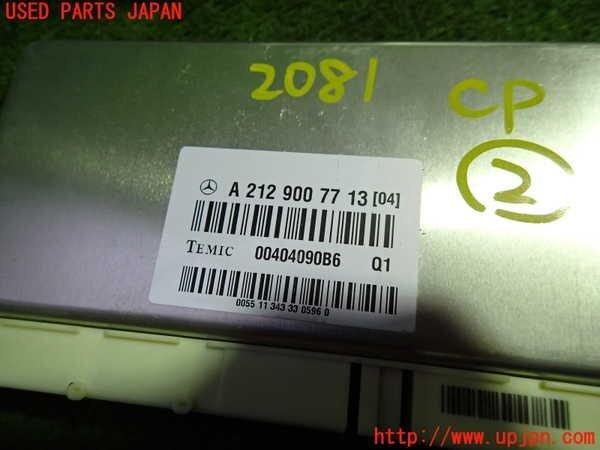 USED PARTS JAPAN
2081
CP
2
A 212 900 77 13 [04]
TEMIC 00404090B6 Q1
0055 11 343 33 0596 0
http://www.upjpn.com